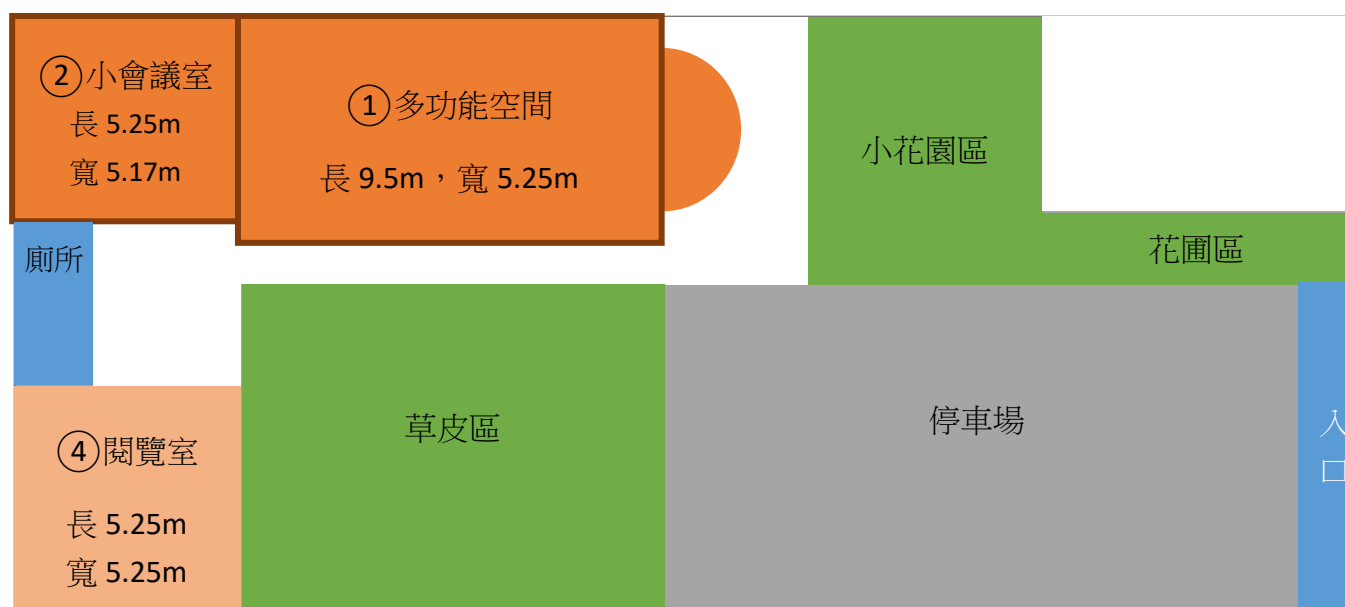 ②小會議室
長 5.25m
寬 5.17m
①多功能空間
長 9.5m，寬 5.25m
小花園區
花圃區
廁所
④閱覽室
長 5.25m
寬 5.25m
草皮區
停車場
入
口